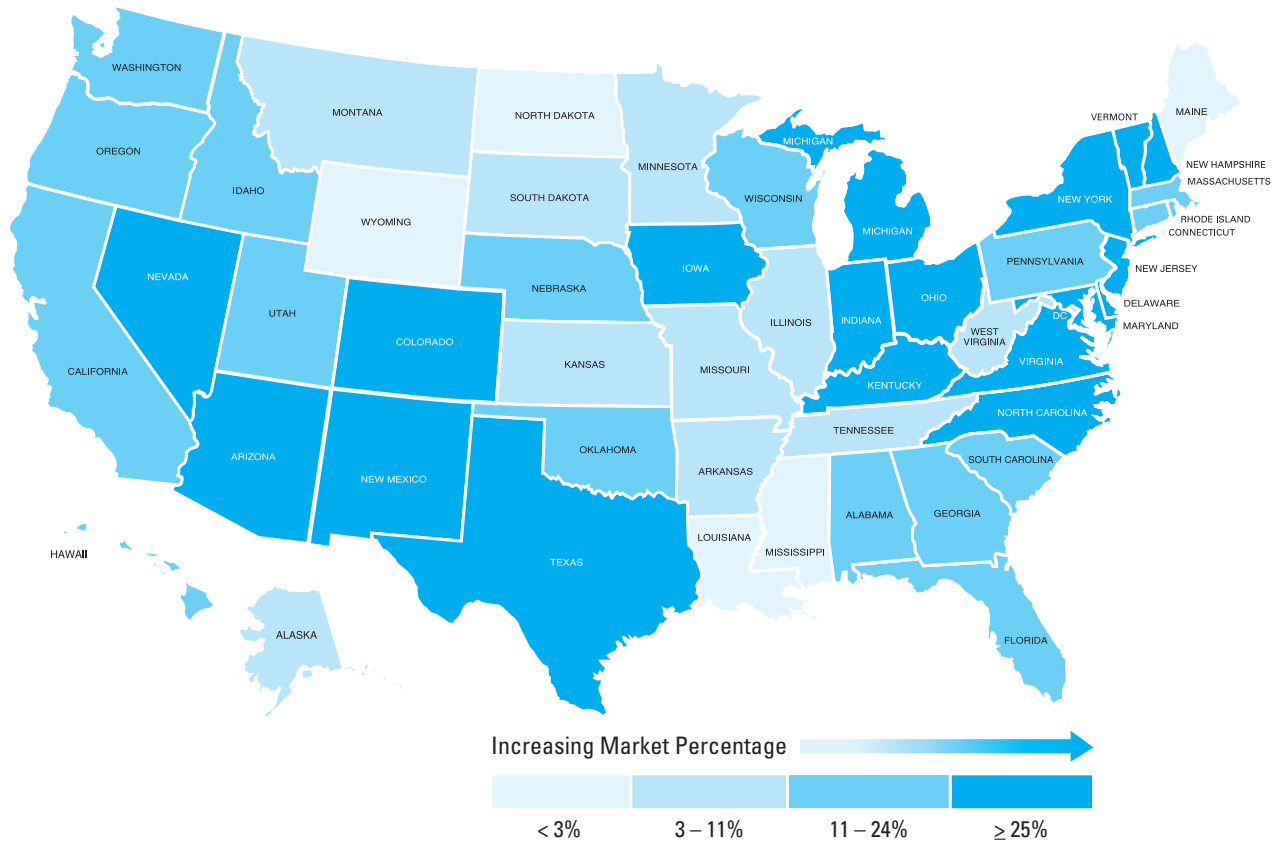 WASHINGTON
MONTANA
NORTH DAKOTA
MAINE
VERMONT
OREGON
IDAHO
MINNESOTA
MICHIGAN
NEW HAMPSHIRE
MASSACHUSETTS
SOUTH DAKOTA
WISCONSIN
NEW YORK
WYOMING
MICHIGAN
RHODE ISLAND
CONNECTICUT
NEVADA
IOWA
PENNSYLVANIA
NEW JERSEY
NEBRASKA
OHIO
DELAWARE
UTAH
COLORADO
ILLINOIS
INDIANA
DC
MARYLAND
WEST
VIRGINIA
CALIFORNIA
KANSAS
MISSOURI
KENTUCKY
VIRGINIA
NORTH CAROLINA
TENNESSEE
ARIZONA
NEW MEXICO
OKLAHOMA
ARKANSAS
SOUTH CAROLINA
ALABAMA
GEORGIA
LOUISIANA
MISSISSIPPI
HAWAII
TEXAS
ALASKA
FLORIDA
Increasing Market Percentage
< 3%
3 – 11%
11 – 24%
≥ 25%